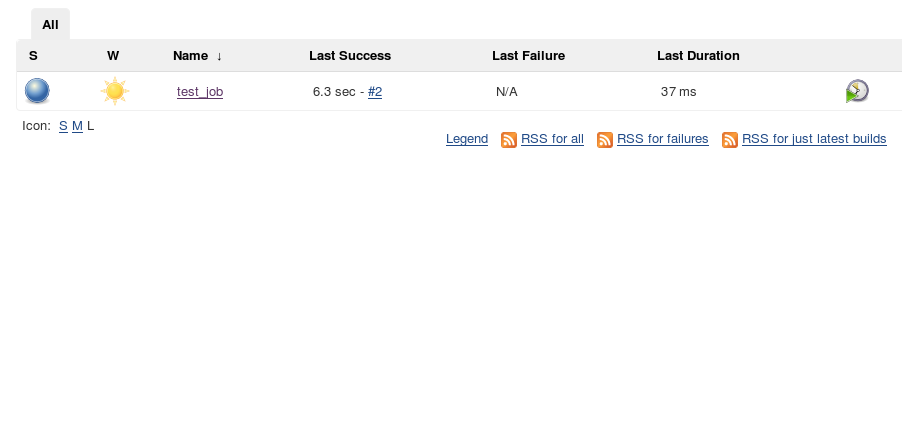 All
S W Name ↓ Last Success Last Failure Last Duration
test_job 6.3 sec - #2 N/A 37 ms
Icon: S M L
Legend RSS for all RSS for failures RSS for just latest builds